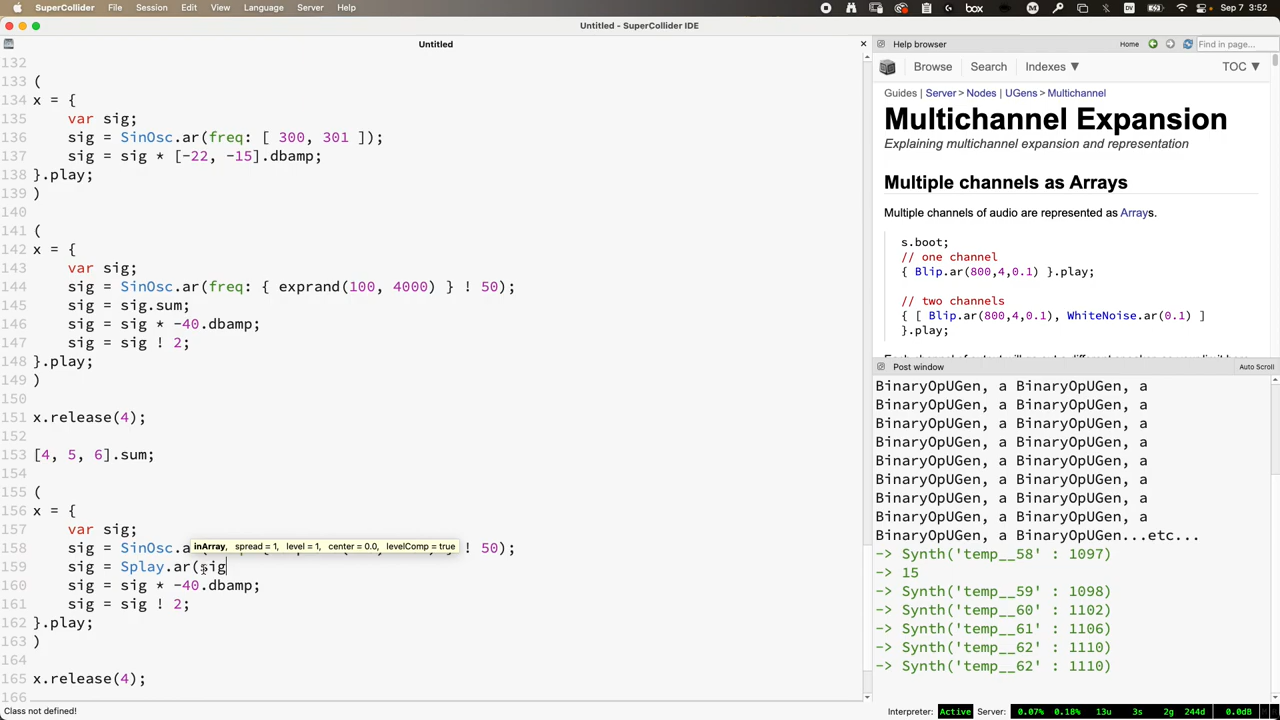 SuperCollider File Session Edit View Language Server Help
Sep 7 3:52
Untitled - SuperCollider IDE
Untitled
132
133 (
134 x = {
135 var sig;
136 sig = SinOsc.ar(freq: [ 300, 301 ]);
137 sig = sig * [-22, -15].dbamp;
138 }.play;
139 )
140
141 (
142 x = {
143 var sig;
144 sig = SinOsc.ar(freq: { exprand(100, 4000) } ! 50);
145 sig = sig.sum;
146 sig = sig * -40.dbamp;
147 sig = sig ! 2;
148 }.play;
149 )
150
151 x.release(4);
152
153 [4, 5, 6].sum;
154
155 (
156 x = {
157 var sig;
inArray, spread = 1, level = 1, center = 0.0, levelComp = true
158 sig = SinOsc.a ! 50);
159 sig = Splay.ar(sig
160 sig = sig * -40.dbamp;
161 sig = sig ! 2;
162 }.play;
163 )
164
165 x.release(4);
166
Class not defined!
Help browser
Home
Find in page...
Browse Search Indexes ▼ TOC ▼
Guides | Server > Nodes | UGens > Multichannel
Multichannel Expansion
Explaining multichannel expansion and representation
Multiple channels as Arrays
Multiple channels of audio are represented as Arrays.
s.boot;
// one channel
{ Blip.ar(800,4,0.1) }.play;
// two channels
{ [ Blip.ar(800,4,0.1), WhiteNoise.ar(0.1) ]
}.play;
Post window
Auto Scroll
BinaryOpUGen, a BinaryOpUGen, a
BinaryOpUGen, a BinaryOpUGen, a
BinaryOpUGen, a BinaryOpUGen, a
BinaryOpUGen, a BinaryOpUGen, a
BinaryOpUGen, a BinaryOpUGen, a
BinaryOpUGen, a BinaryOpUGen, a
BinaryOpUGen, a BinaryOpUGen, a
BinaryOpUGen, a BinaryOpUGen, a
BinaryOpUGen, a BinaryOpUGen...etc...
-> Synth('temp__58' : 1097)
-> 15
-> Synth('temp__59' : 1098)
-> Synth('temp__60' : 1102)
-> Synth('temp__61' : 1106)
-> Synth('temp__62' : 1110)
-> Synth('temp__62' : 1110)
Interpreter: Active Server: 0.07% 0.18% 13u 3s 2g 244d 0.0dB